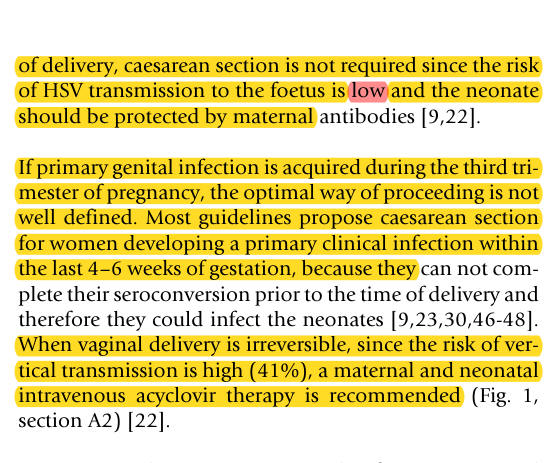 of delivery, caesarean section is not required since the risk
of HSV transmission to the foetus is low and the neonate
should be protected by maternal antibodies [9,22].
If primary genital infection is acquired during the third tri-
mester of pregnancy, the optimal way of proceeding is not
well defined. Most guidelines propose caesarean section
for women developing a primary clinical infection within
the last 4–6 weeks of gestation, because they can not com-
plete their seroconversion prior to the time of delivery and
therefore they could infect the neonates [9,23,30,46-48].
When vaginal delivery is irreversible, since the risk of ver-
tical transmission is high (41%), a maternal and neonatal
intravenous acyclovir therapy is recommended (Fig. 1,
section A2) [22].